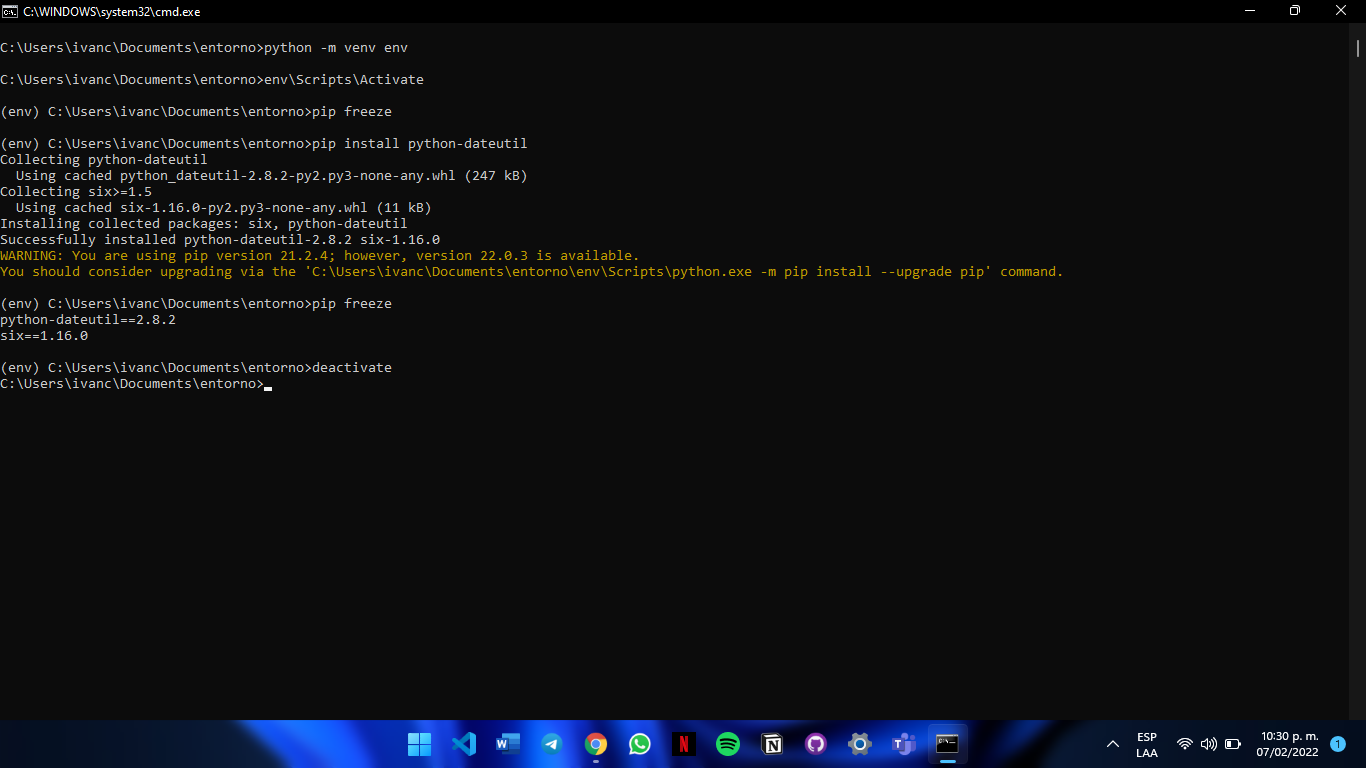 C:\WINDOWS\system32\cmd.exe
C:\Users\ivanc\Documents\entorno>python -m venv env
C:\Users\ivanc\Documents\entorno>env\Scripts\Activate
(env) C:\Users\ivanc\Documents\entorno>pip freeze
(env) C:\Users\ivanc\Documents\entorno>pip install python-dateutil
Collecting python-dateutil
  Using cached python_dateutil-2.8.2-py2.py3-none-any.whl (247 kB)
Collecting six>=1.5
  Using cached six-1.16.0-py2.py3-none-any.whl (11 kB)
Installing collected packages: six, python-dateutil
Successfully installed python-dateutil-2.8.2 six-1.16.0
WARNING: You are using pip version 21.2.4; however, version 22.0.3 is available.
You should consider upgrading via the 'C:\Users\ivanc\Documents\entorno\env\Scripts\python.exe -m pip install --upgrade pip' command.
(env) C:\Users\ivanc\Documents\entorno>pip freeze
python-dateutil==2.8.2
six==1.16.0
(env) C:\Users\ivanc\Documents\entorno>deactivate
C:\Users\ivanc\Documents\entorno>
ESP
LAA
10:30 p. m.
07/02/2022
1